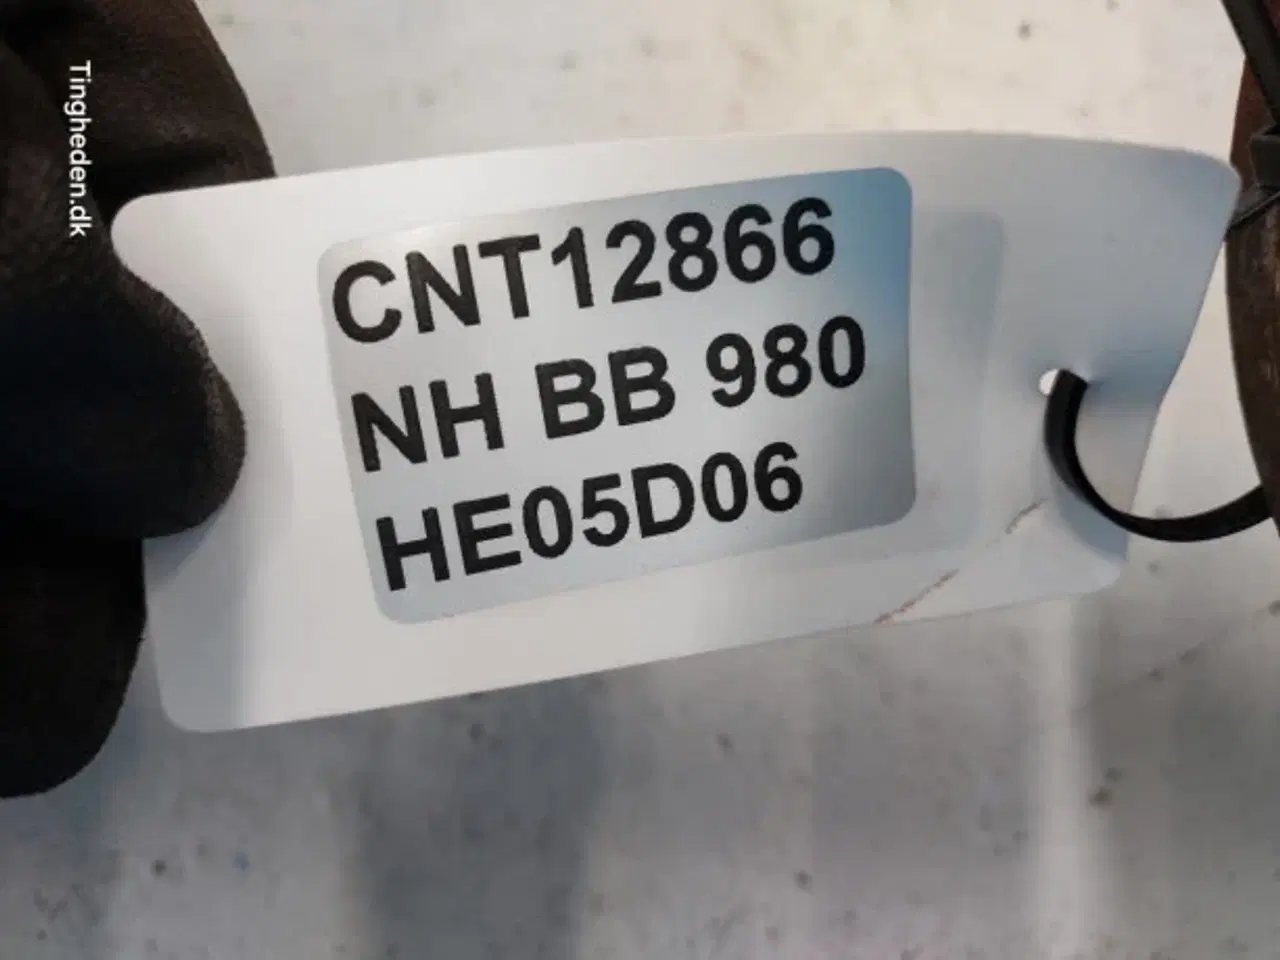 Tingheden.dk
CNT12866
NH BB 980
HE05D06